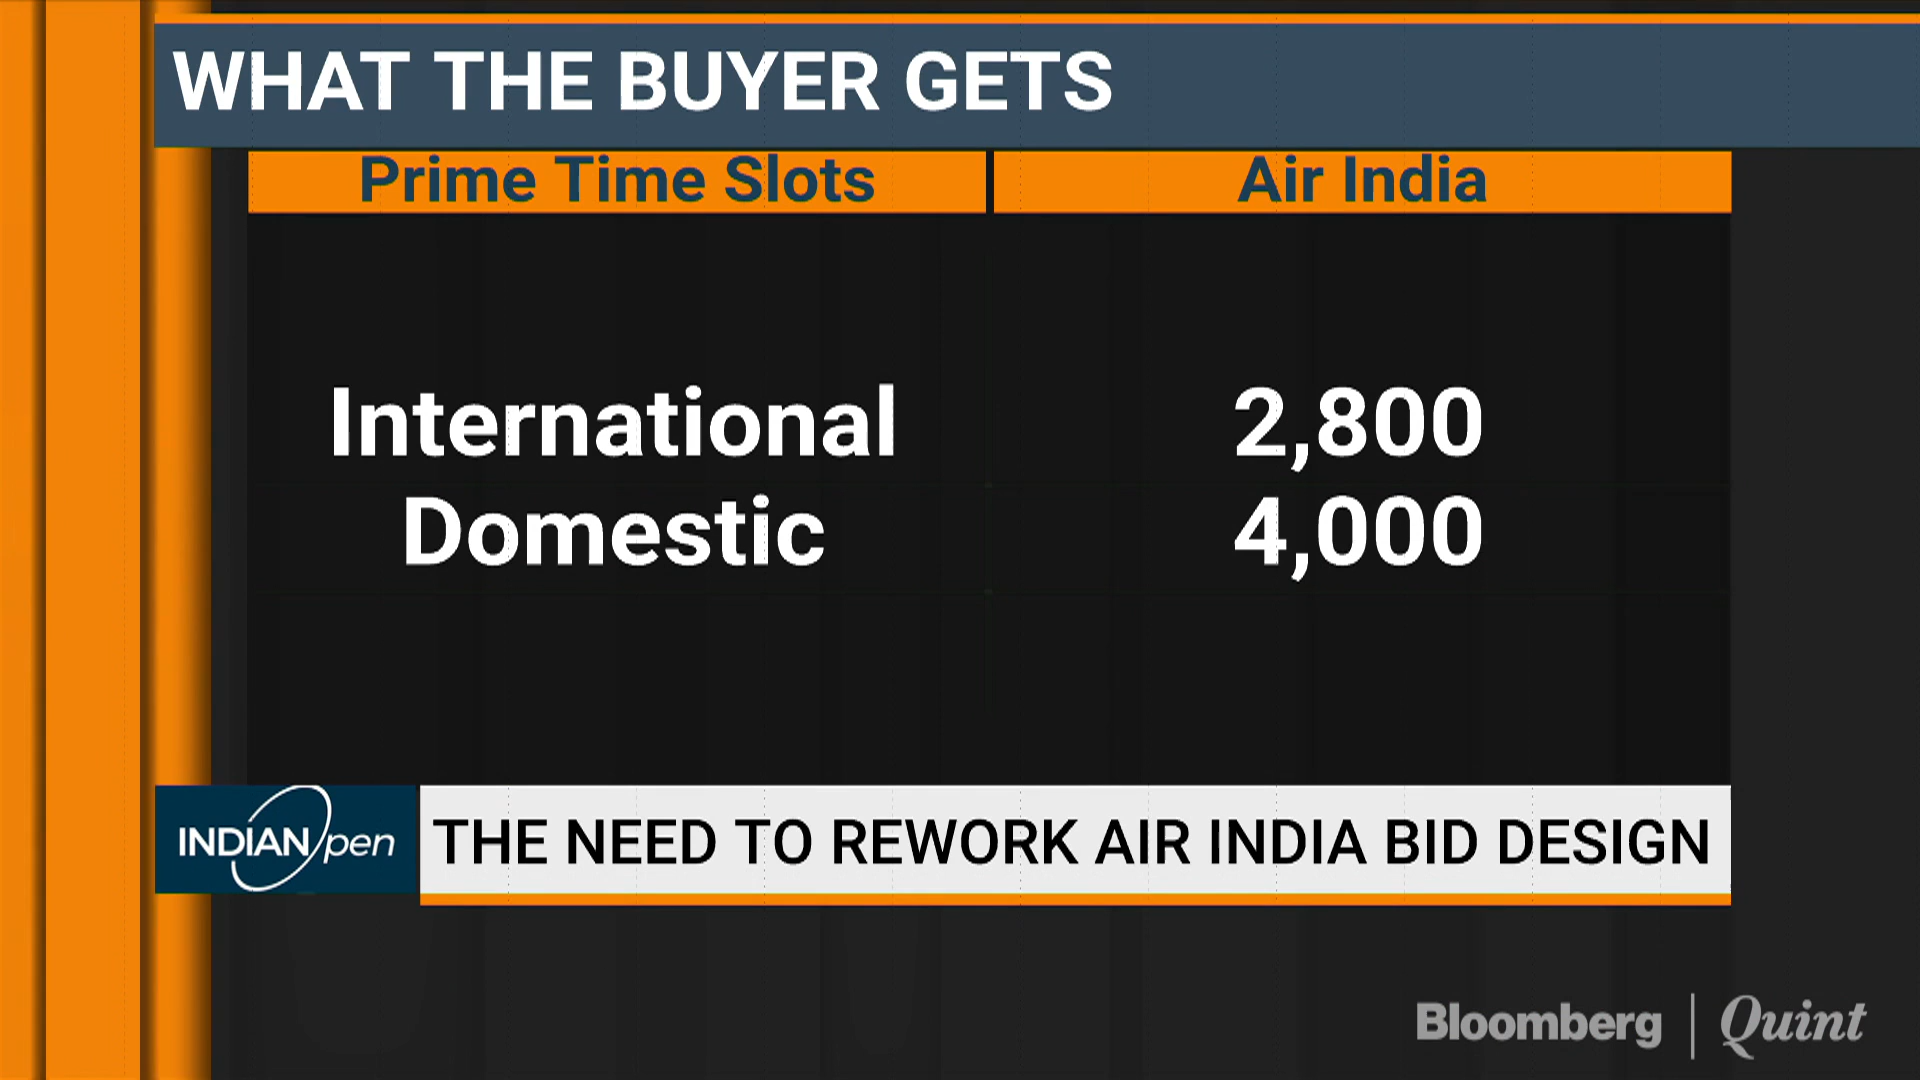 WHAT THE BUYER GETS
Prime Time Slots Air India
International 2,800
Domestic 4,000
INDIAN Open THE NEED TO REWORK AIR INDIA BID DESIGN
Bloomberg | Quint